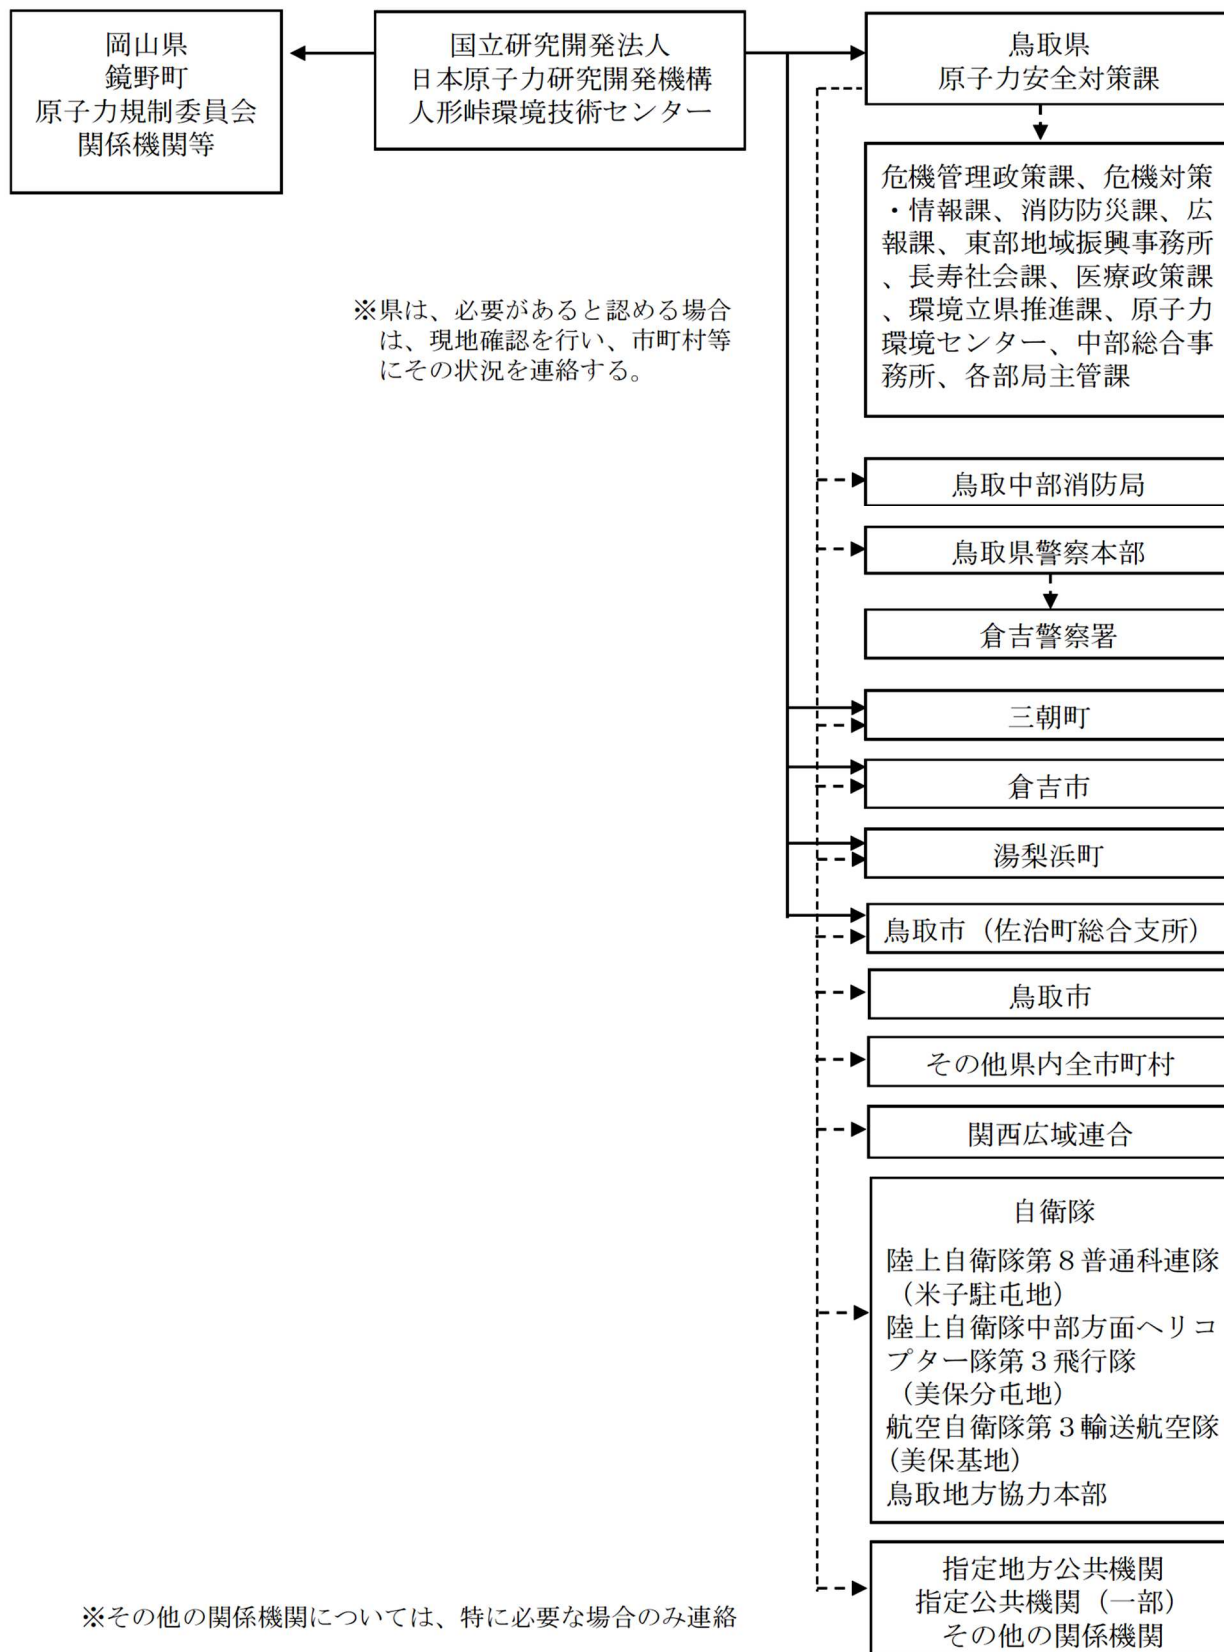 岡山県
鏡野町
原子力規制委員会
関係機関等
国立研究開発法人
日本原子力研究開発機構
人形峠環境技術センター
鳥取県
原子力安全対策課
危機管理政策課、危機対策
・情報課、消防防災課、広
報課、東部地域振興事務所
、長寿社会課、医療政策課
、環境立県推進課、原子力
環境センター、中部総合事
務所、各部局主管課
※県は、必要があると認める場合
は、現地確認を行い、市町村等
にその状況を連絡する。
鳥取中部消防局
鳥取県警察本部
倉吉警察署
三朝町
倉吉市
湯梨浜町
鳥取市（佐治町総合支所）
鳥取市
その他県内全市町村
関西広域連合
自衛隊
陸上自衛隊第８普通科連隊
（米子駐屯地）
陸上自衛隊中部方面ヘリコ
プター隊第３飛行隊
（美保分屯地）
航空自衛隊第３輸送航空隊
(美保基地)
鳥取地方協力本部
指定地方公共機関
指定公共機関（一部）
その他の関係機関
※その他の関係機関については、特に必要な場合のみ連絡